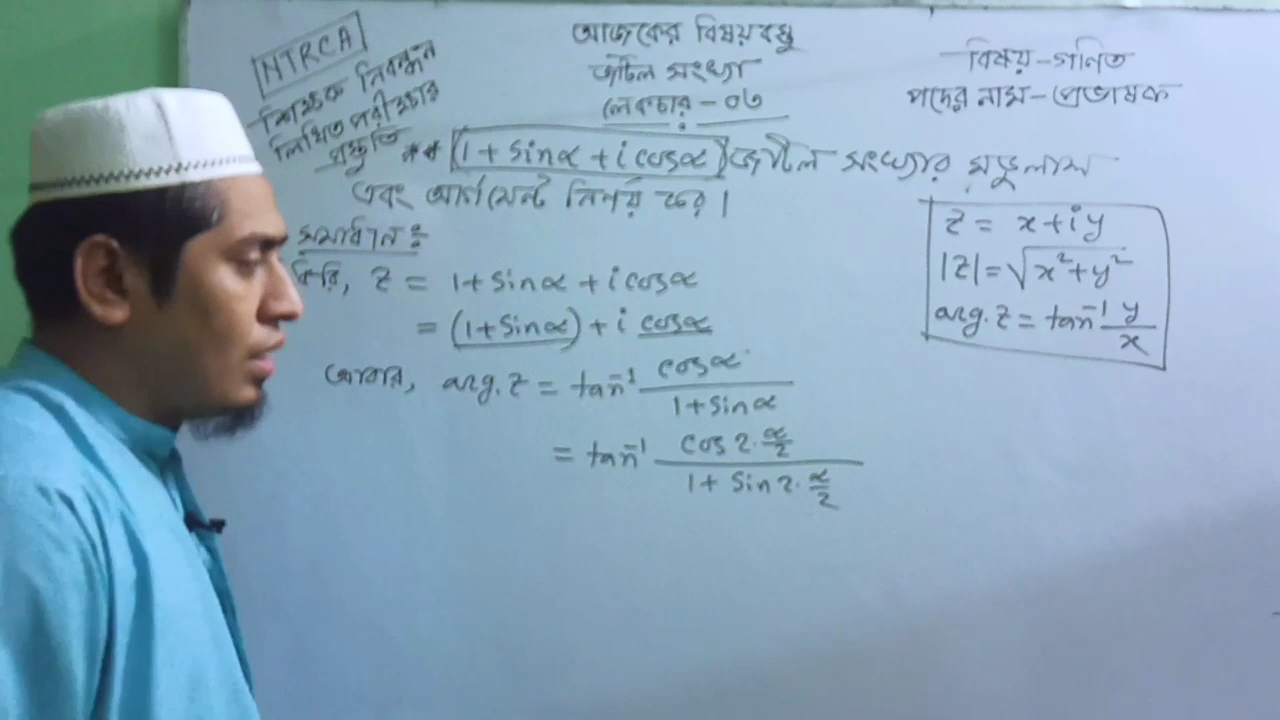 NTRCA
শিক্ষক নিবন্ধন
লিখিত পরীক্ষার
প্রস্তুতি
আজকের বিষয়বস্তু
জটিল সংখ্যা
লেকচার - ০৩
বিষয় - গণিত
পদের নাম - প্রভাষক
** (1 + sinα + i cosα) জটিল সংখ্যার মডুলাস
এবং আর্গুমেন্ট নির্ণয় কর।
সমাধানঃ
ধরি, z = 1 + sinα + i cosα
= (1 + sinα) + i cosα
আবার, arg. z = tan⁻¹ cosα / (1 + sinα)
= tan⁻¹ cos 2·α/2 / (1 + sin 2·α/2)
z = x + iy
|z| = √(x² + y²)
arg. z = tan⁻¹ y/x